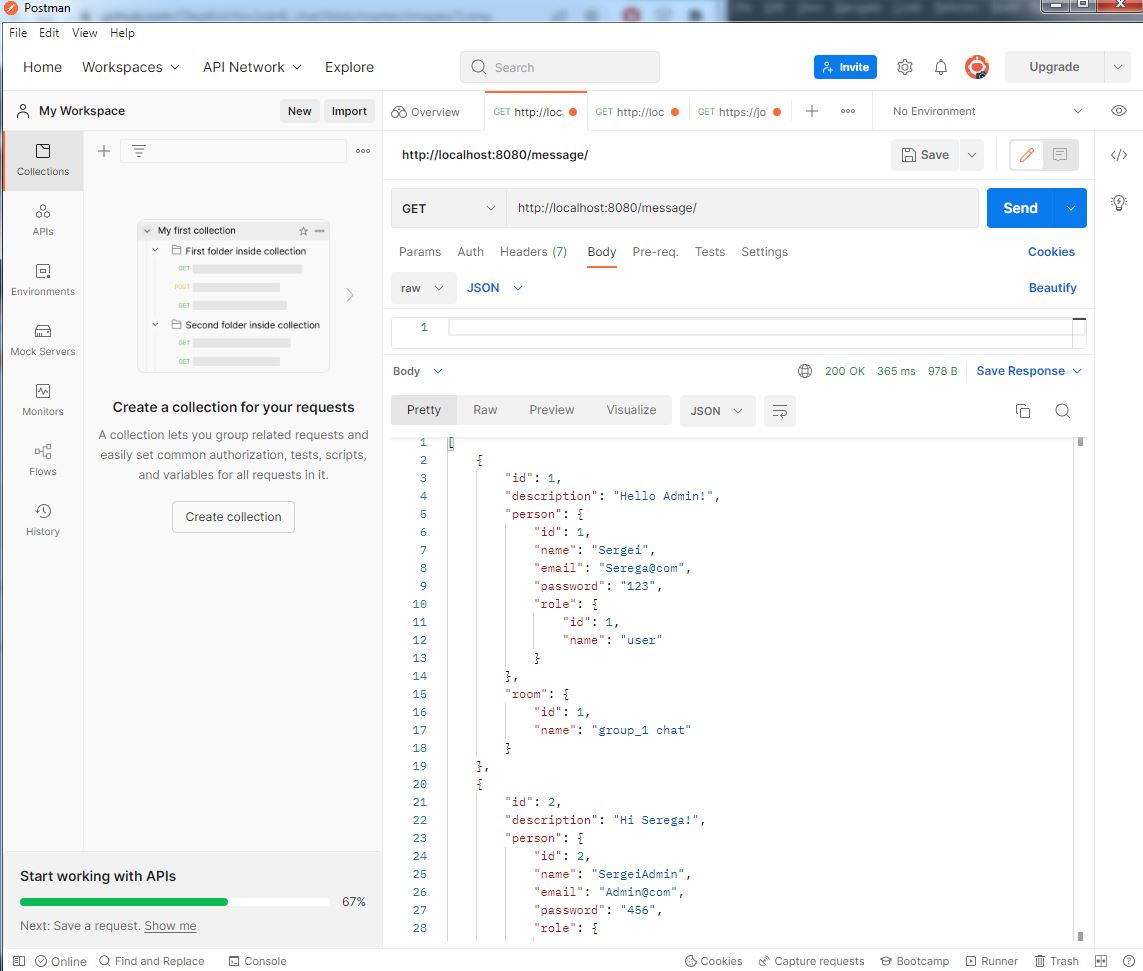 Postman
File Edit View Help
Home Workspaces API Network Explore
Search
Invite
Upgrade
My Workspace
New Import
Overview
GET http://loc
GET http://loc
GET https://jo
No Environment
Collections
APIs
Environments
Mock Servers
Monitors
Flows
History
My first collection
First folder inside collection
GET
POST
GET
Second folder inside collection
GET
GET
Create a collection for your requests
A collection lets you group related requests and
easily set common authorization, tests, scripts,
and variables for all requests in it.
Create collection
Start working with APIs
67%
Next: Save a request. Show me
http://localhost:8080/message/
Save
GET http://localhost:8080/message/
Send
Params Auth Headers (7) Body Pre-req. Tests Settings
Cookies
raw JSON
Beautify
1
Body
200 OK 365 ms 978 B Save Response
Pretty Raw Preview Visualize JSON
1 [
2 {
3 "id": 1,
4 "description": "Hello Admin!",
5 "person": {
6 "id": 1,
7 "name": "Sergei",
8 "email": "Serega@com",
9 "password": "123",
10 "role": {
11 "id": 1,
12 "name": "user"
13 }
14 },
15 "room": {
16 "id": 1,
17 "name": "group_1 chat"
18 }
19 },
20 {
21 "id": 2,
22 "description": "Hi Serega!",
23 "person": {
24 "id": 2,
25 "name": "SergeiAdmin",
26 "email": "Admin@com",
27 "password": "456",
28 "role": {
Online Find and Replace Console
Cookies Capture requests Bootcamp Runner Trash